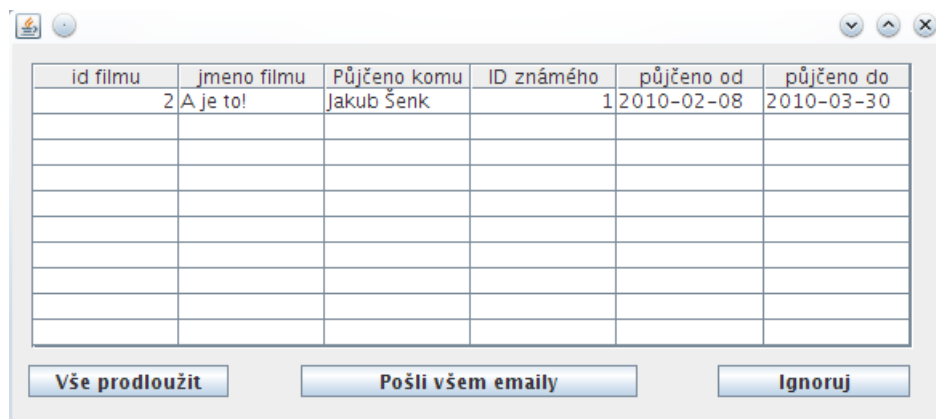 id filmu jmeno filmu Půjčeno komu ID známého půjčeno od půjčeno do
2 A je to! Jakub Šenk 1 2010-02-08 2010-03-30
Vše prodloužit Pošli všem emaily Ignoruj